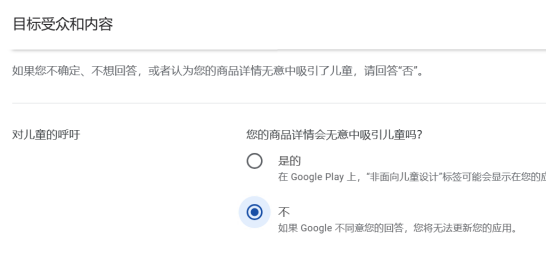 目标受众和内容
如果您不确定、不想回答，或者认为您的商品详情无意中吸引了儿童，请回答“否”。
对儿童的呼吁
您的商品详情会无意中吸引儿童吗？
是的
在 Google Play 上，“非面向儿童设计”标签可能会显示在您的应
不
如果 Google 不同意您的回答，您将无法更新您的应用。